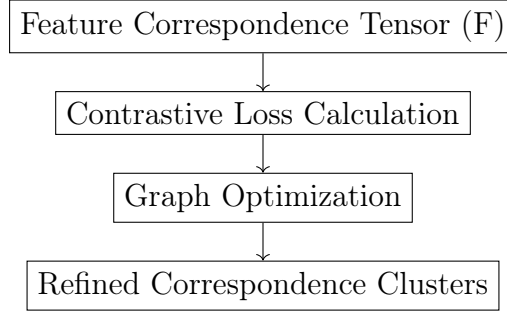 Feature Correspondence Tensor (F)
Contrastive Loss Calculation
Graph Optimization
Refined Correspondence Clusters